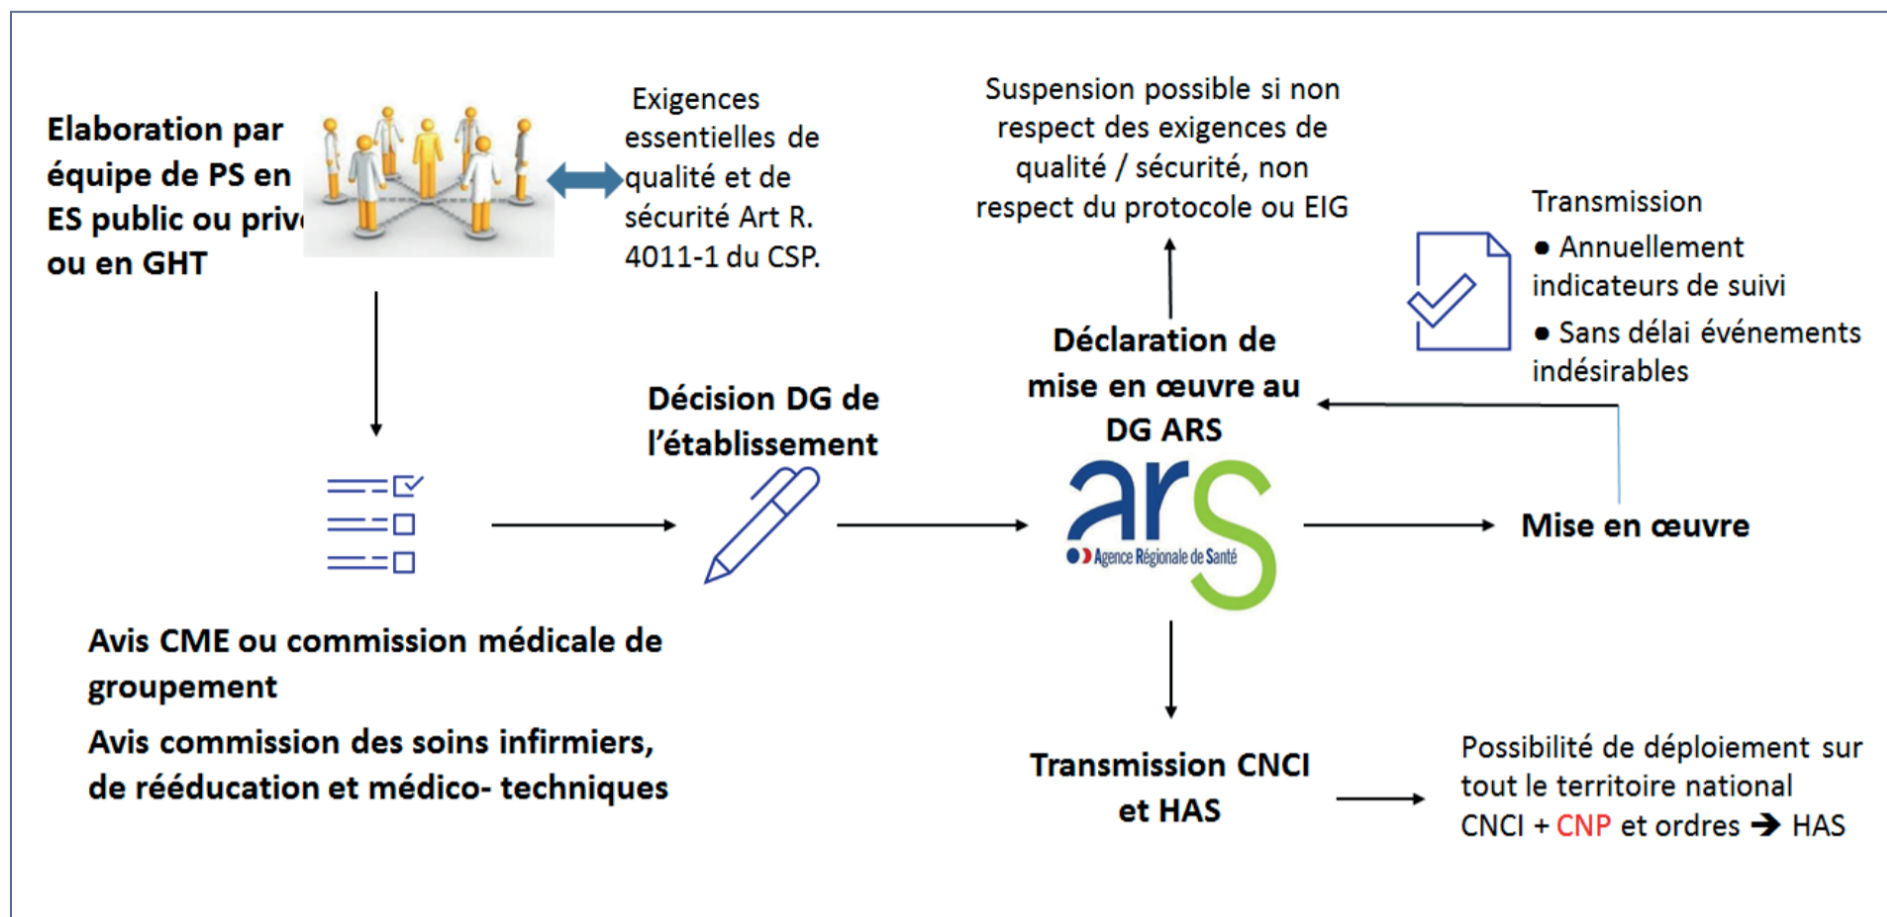 Elaboration par
équipe de PS en
ES public ou privé
ou en GHT
Exigences
essentielles de
qualité et de
sécurité Art R.
4011-1 du CSP.
Avis CME ou commission médicale de
groupement
Avis commission des soins infirmiers,
de rééducation et médico- techniques
Décision DG de
l’établissement
Suspension possible si non
respect des exigences de
qualité / sécurité, non
respect du protocole ou EIG
Déclaration de
mise en œuvre au
DG ARS
ars
Agence Régionale de Santé
Transmission
● Annuellement
indicateurs de suivi
● Sans délai événements
indésirables
Mise en œuvre
Transmission CNCI
et HAS
Possibilité de déploiement sur
tout le territoire national
CNCI + CNP et ordres ➔ HAS